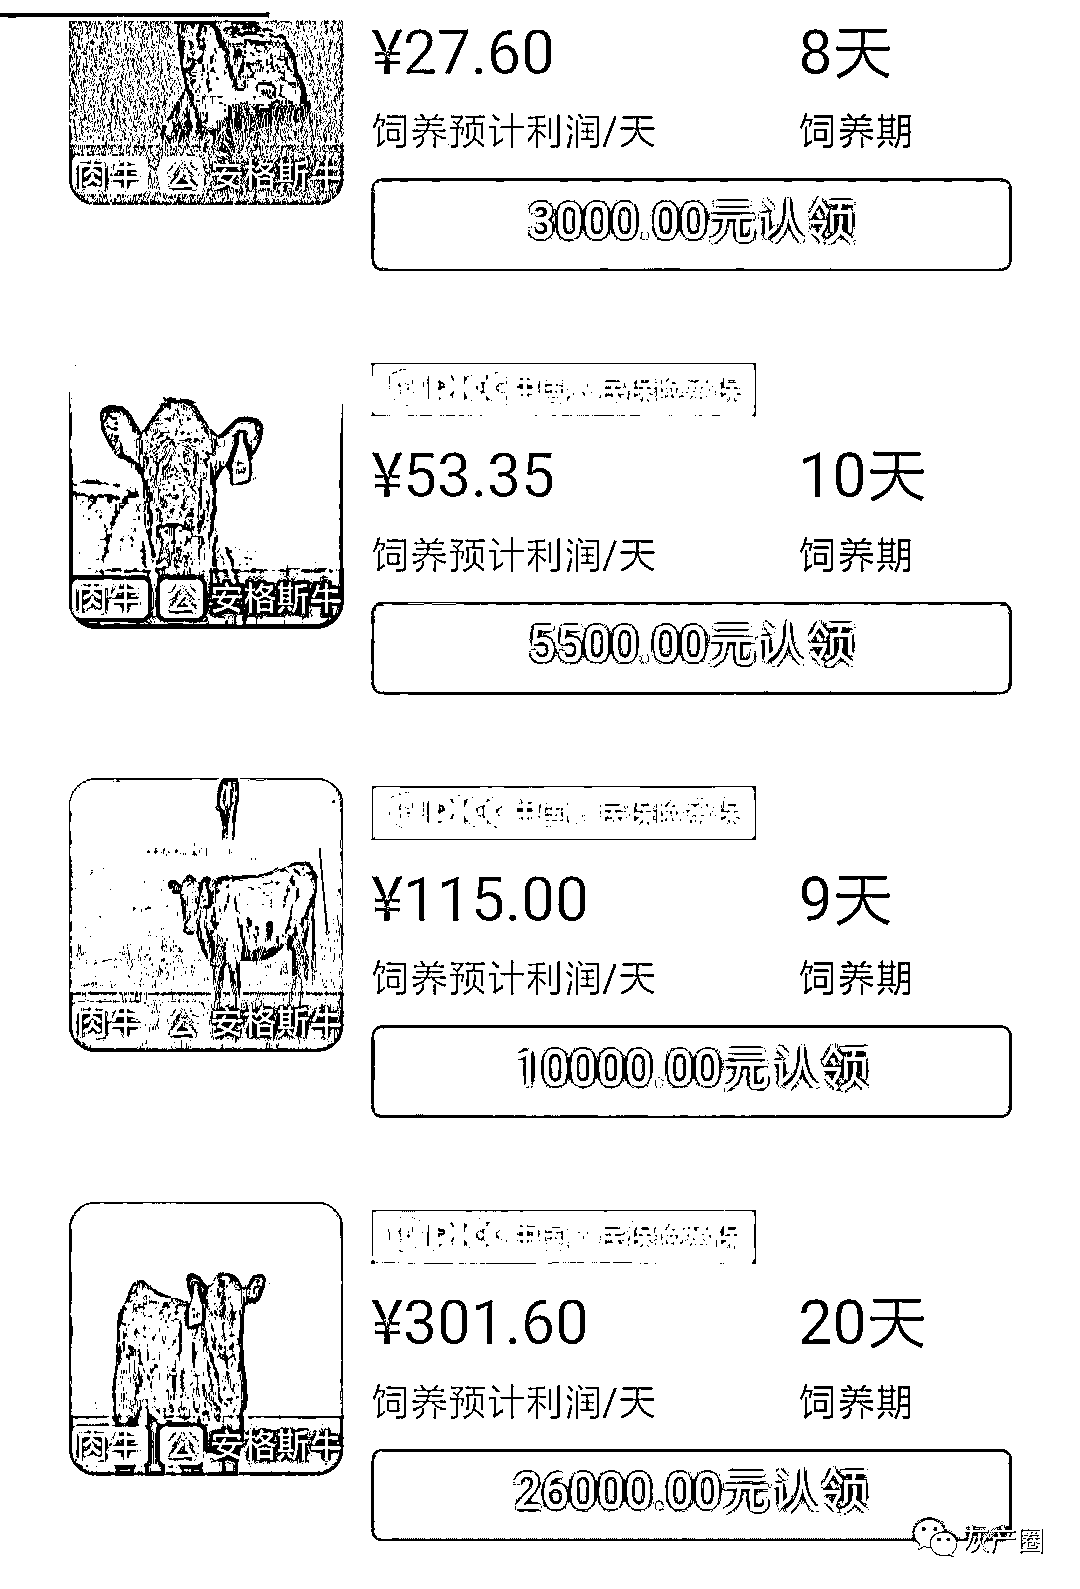 ¥27.60 8天
饲养预计利润/天 饲养期
肉牛 公 安格斯牛
3000.00元认领
¥53.35 10天
饲养预计利润/天 饲养期
肉牛 公 安格斯牛
5500.00元认领
¥115.00 9天
饲养预计利润/天 饲养期
肉牛 公 安格斯牛
10000.00元认领
¥301.60 20天
饲养预计利润/天 饲养期
肉牛 公 安格斯牛
26000.00元认领
灰产圈